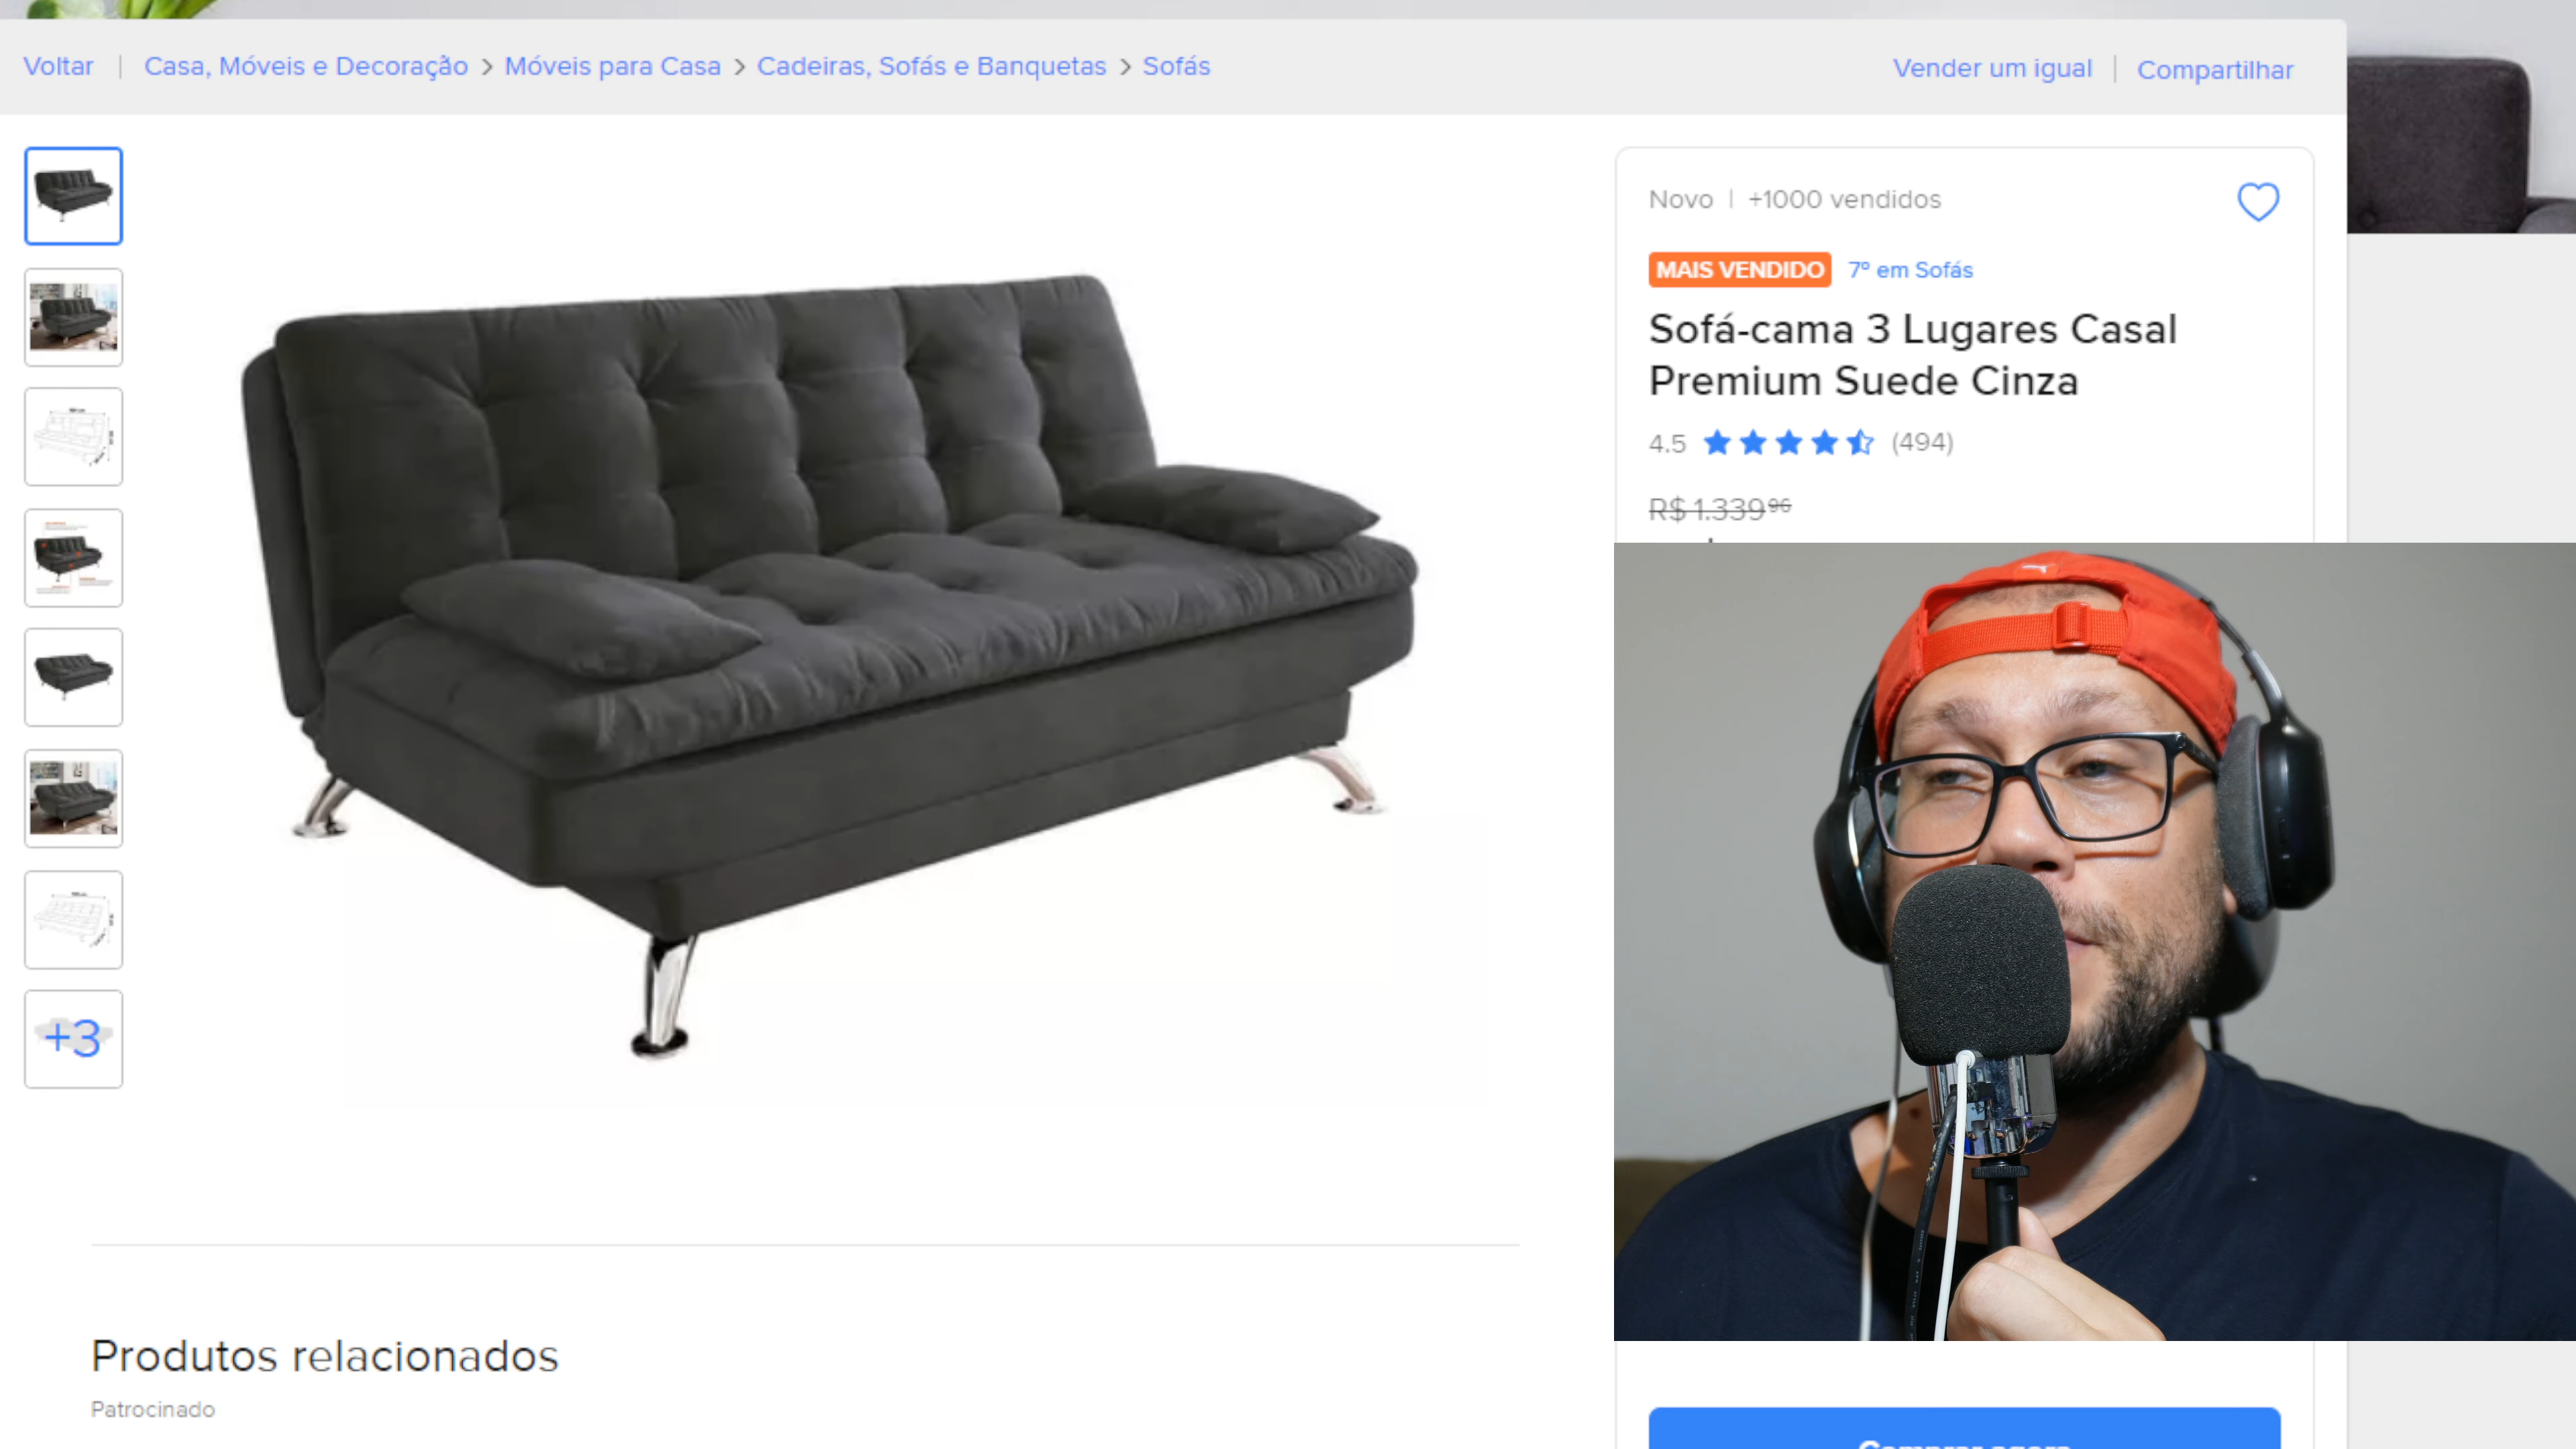 Voltar | Casa, Móveis e Decoração > Móveis para Casa > Cadeiras, Sofás e Banquetas > Sofás
Vender um igual | Compartilhar
Novo | +1000 vendidos
MAIS VENDIDO 7º em Sofás
Sofá-cama 3 Lugares Casal
Premium Suede Cinza
4.5 (494)
R$ 1.339 96
+3
Produtos relacionados
Patrocinado